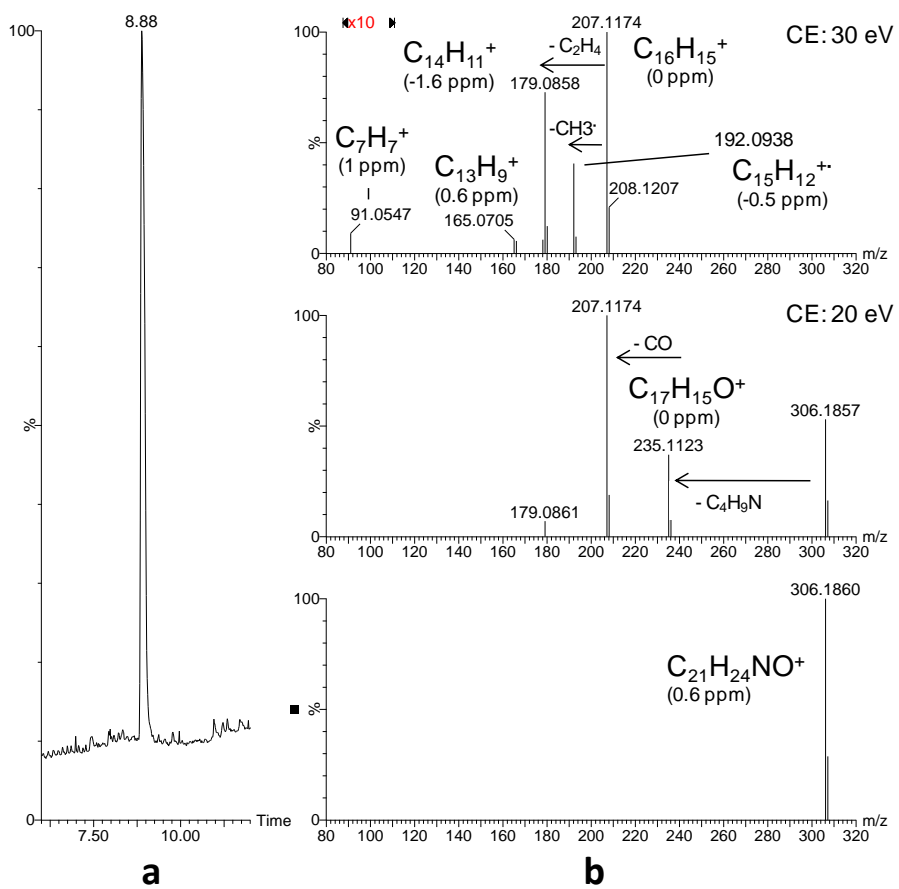 100
8.88
%
0
7.50
10.00
Time
a
x10
207.1174
CE: 30 eV
100
C₁₄H₁₁⁺
(-1.6 ppm)
- C₂H₄
C₁₆H₁₅⁺
(0 ppm)
179.0858
-CH3·
192.0938
C₇H₇⁺
(1 ppm)
C₁₃H₉⁺
(0.6 ppm)
C₁₅H₁₂⁺·
(-0.5 ppm)
%
91.0547
165.0705
208.1207
0
80 100 120 140 160 180 200 220 240 260 280 300 320
m/z
207.1174
CE: 20 eV
100
- CO
C₁₇H₁₅O⁺
(0 ppm)
306.1857
%
235.1123
- C₄H₉N
179.0861
0
80 100 120 140 160 180 200 220 240 260 280 300 320
m/z
306.1860
100
C₂₁H₂₄NO⁺
(0.6 ppm)
%
0
80 100 120 140 160 180 200 220 240 260 280 300 320
m/z
b